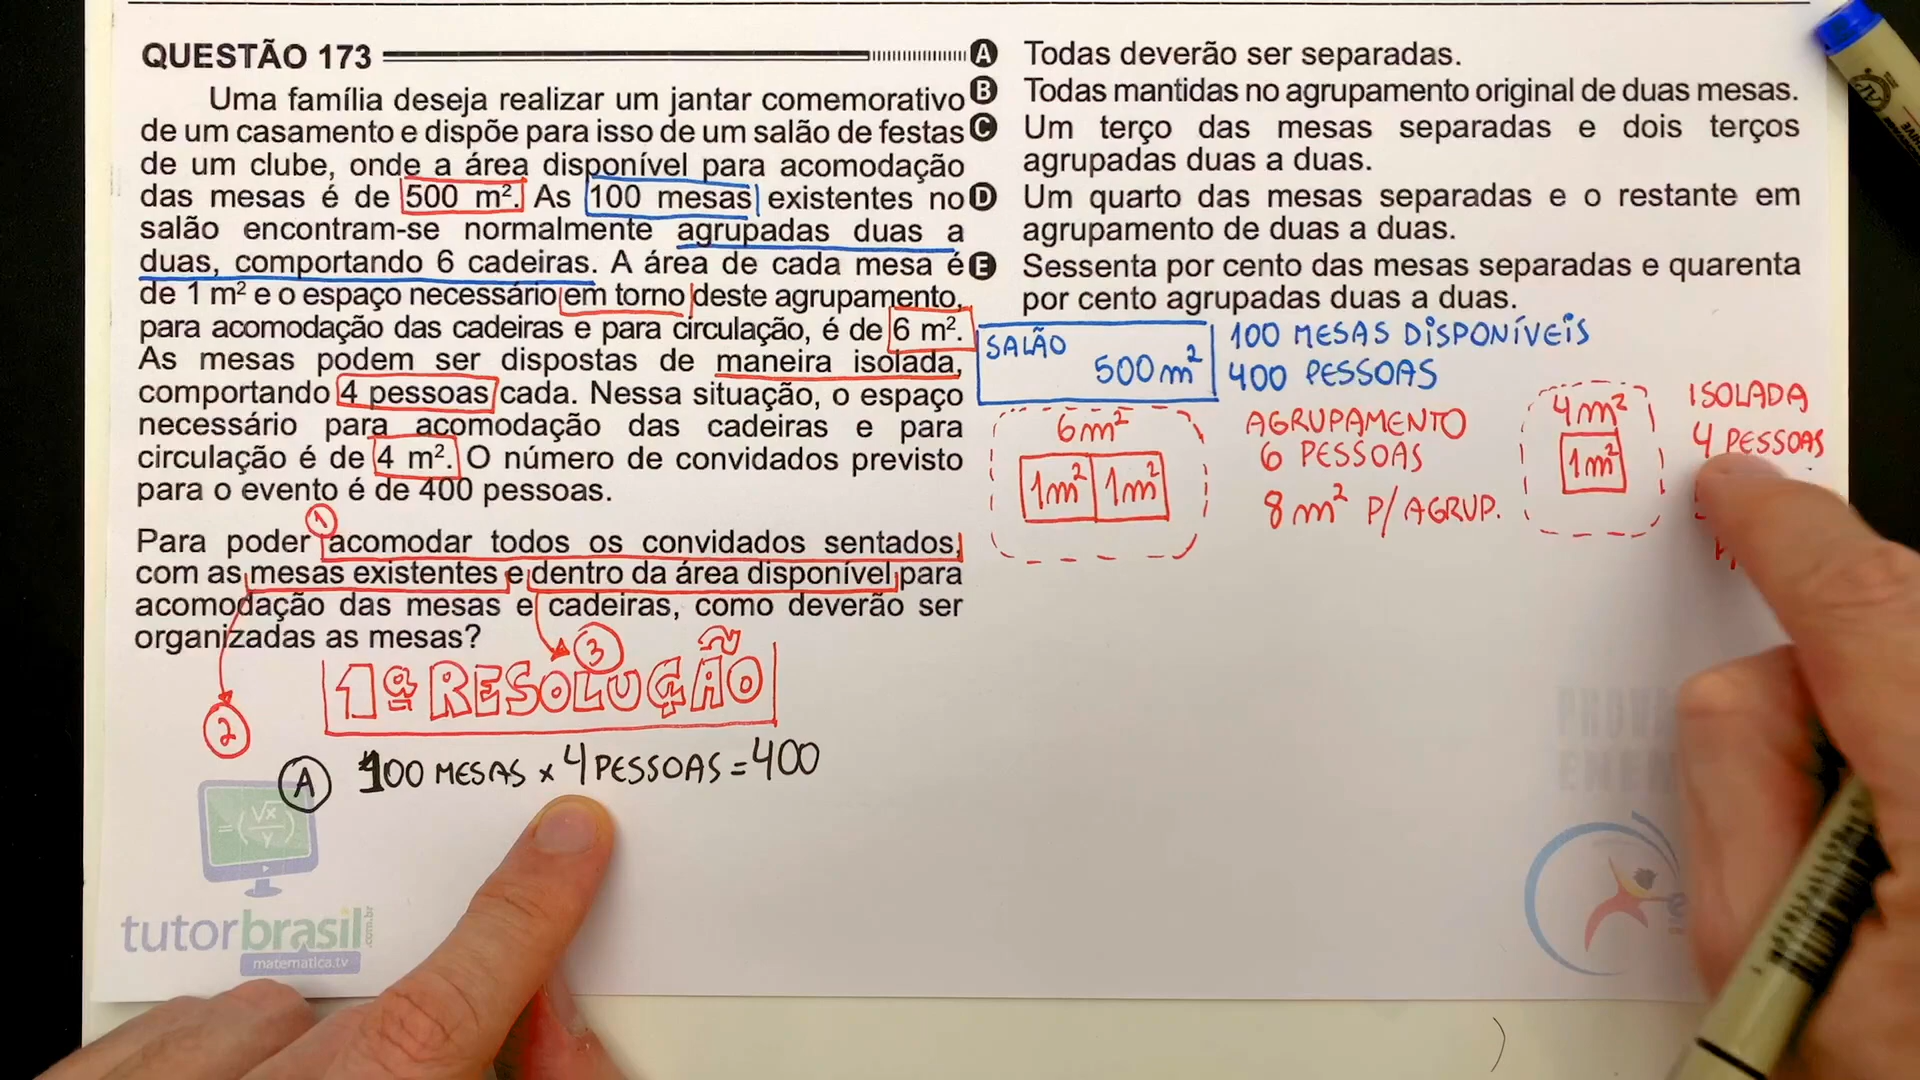 QUESTÃO 173
Uma família deseja realizar um jantar comemorativo
de um casamento e dispõe para isso de um salão de festas
de um clube, onde a área disponível para acomodação
das mesas é de 500 m². As 100 mesas existentes no
salão encontram-se normalmente agrupadas duas a
duas, comportando 6 cadeiras. A área de cada mesa é
de 1 m² e o espaço necessário em torno deste agrupamento,
para acomodação das cadeiras e para circulação, é de 6 m².
As mesas podem ser dispostas de maneira isolada,
comportando 4 pessoas cada. Nessa situação, o espaço
necessário para acomodação das cadeiras e para
circulação é de 4 m². O número de convidados previsto
para o evento é de 400 pessoas.
1
Para poder acomodar todos os convidados sentados,
com as mesas existentes e dentro da área disponível para
acomodação das mesas e cadeiras, como deverão ser
organizadas as mesas?
3
2
1ª RESOLUÇÃO
A 100 MESAS x 4 PESSOAS = 400
A Todas deverão ser separadas.
B Todas mantidas no agrupamento original de duas mesas.
C Um terço das mesas separadas e dois terços
agrupadas duas a duas.
D Um quarto das mesas separadas e o restante em
agrupamento de duas a duas.
E Sessenta por cento das mesas separadas e quarenta
por cento agrupadas duas a duas.
SALÃO
500m²
100 MESAS DISPONÍVEIS
400 PESSOAS
6m²
1m² 1m²
AGRUPAMENTO
6 PESSOAS
8m² P/ AGRUP.
4m²
1m²
ISOLADA
4 PESSOAS
=(√x/y)
tutorbrasil.com.br
matematica.tv